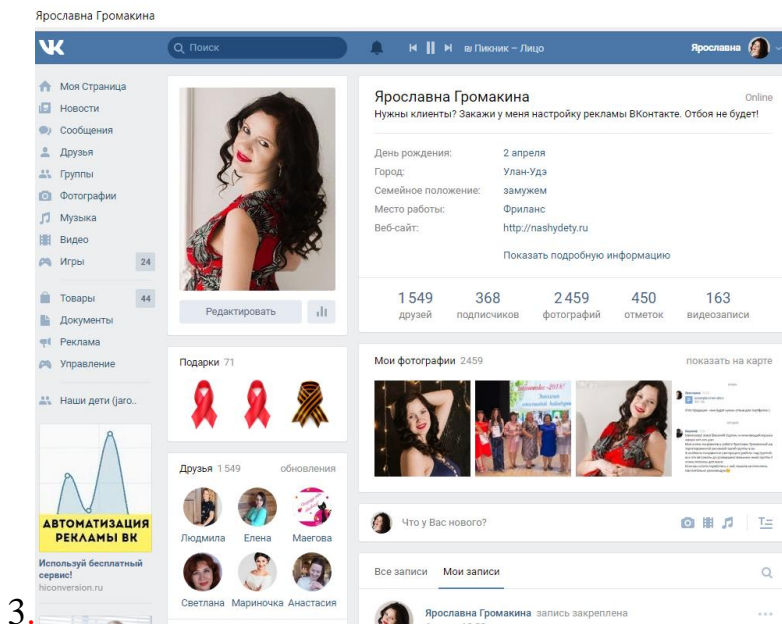 Ярославна Громакина
Поиск
Пикник – Лицо
Ярославна
Моя Страница
Новости
Сообщения
Друзья
Группы
Фотографии
Музыка
Видео
Игры 24
Товары 44
Документы
Реклама
Управление
Наши дети (jaro..
АВТОМАТИЗАЦИЯ
РЕКЛАМЫ ВК
Используй бесплатный
сервис!
hiconversion.ru
Редактировать
Подарки 71
Друзья 1 549 обновления
Людмила Елена Маегова
Светлана Мариночка Анастасия
Ярославна Громакина Online
Нужны клиенты? Закажи у меня настройку рекламы ВКонтакте. Отбоя не будет!
День рождения: 2 апреля
Город: Улан-Удэ
Семейное положение: замужем
Место работы: Фриланс
Веб-сайт: http://nashydety.ru
Показать подробную информацию
1 549 368 2 459 450 163
друзей подписчиков фотографий отметок видеозаписи
Мои фотографии 2459 показать на карте
Что у Вас нового?
Все записи Мои записи
Ярославна Громакина запись закреплена
3.